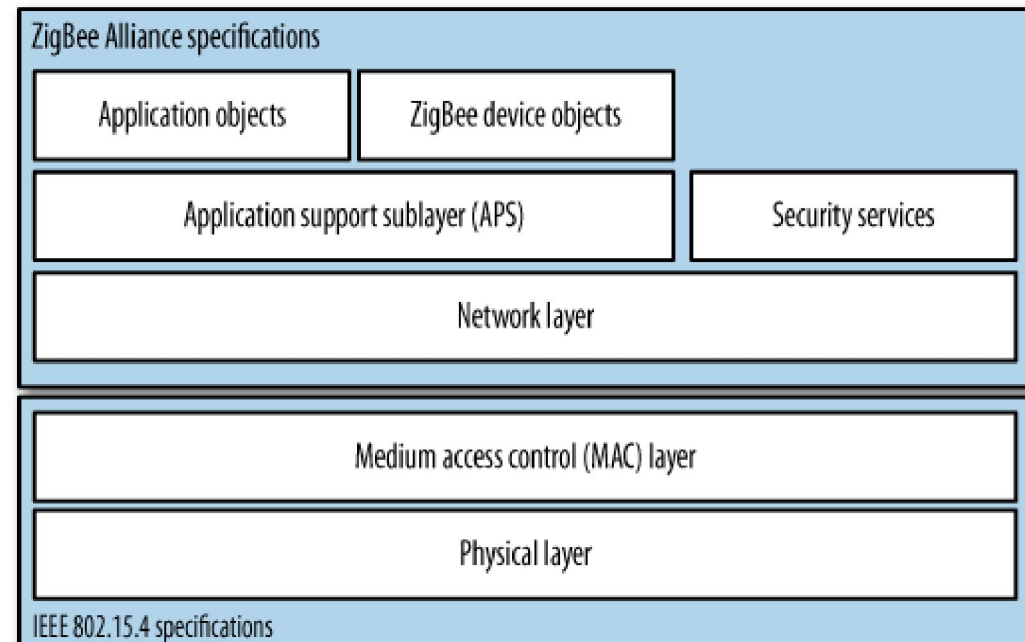 ZigBee Alliance specifications
Application objects
ZigBee device objects
Application support sublayer (APS)
Security services
Network layer
Medium access control (MAC) layer
Physical layer
IEEE 802.15.4 specifications